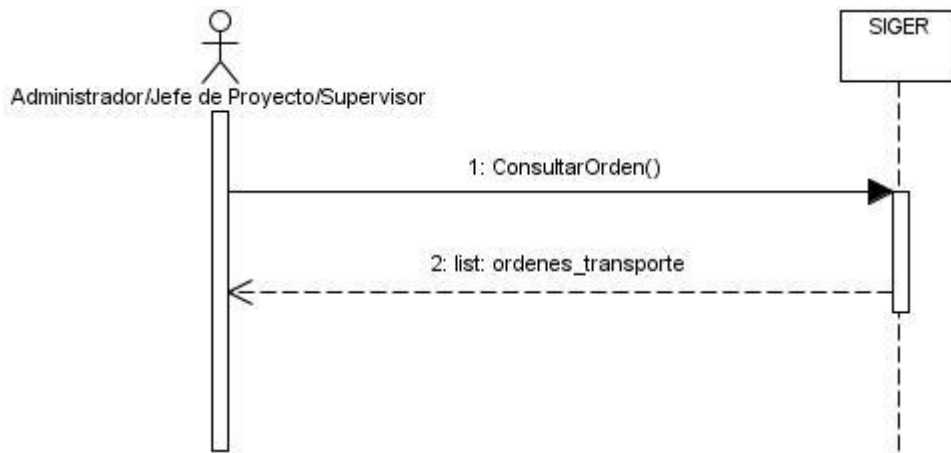 SIGER
Administrador/Jefe de Proyecto/Supervisor
1: ConsultarOrden()
2: list: ordenes_transporte